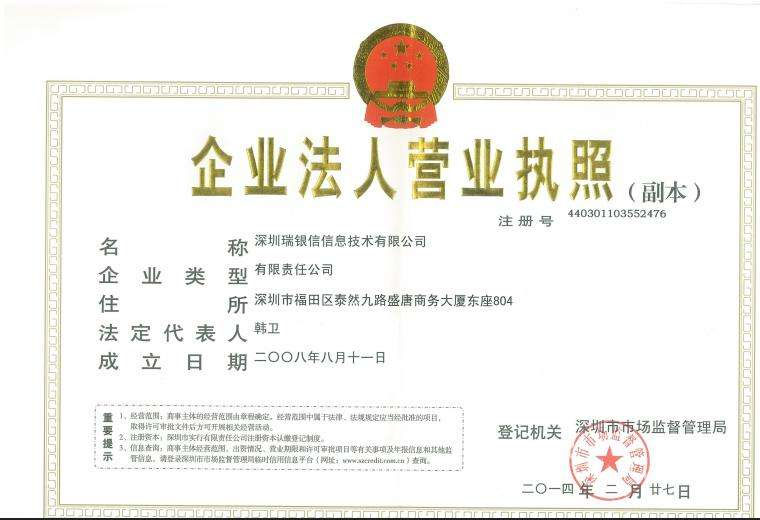 企业法人营业执照（副本）
注册号 440301103552476
名称 深圳瑞银信信息技术有限公司
企业类型 有限责任公司
住所 深圳市福田区泰然九路盛唐商务大厦东座804
法定代表人 韩卫
成立日期 二〇〇八年八月十一日
重要提示
1、经营范围：商事主体的经营范围由章程确定。经营范围中属于法律、法规规定应当经批准的项目，
取得许可审批文件后方可开展相关经营活动。
2、注册资本：深圳市实行有限责任公司注册资本认缴登记制度。
3、信息查询：商事主体经营范围、出资情况、营业期限和许可审批项目等有关事项及年报信息和其他监
管信息，请登录深圳市市场监督管理局临时信用信息平台（网址：www.szcredit.com.cn）查询。
登记机关 深圳市市场监督管理局
深圳市市场监督管理局
二〇一四年二月廿七日